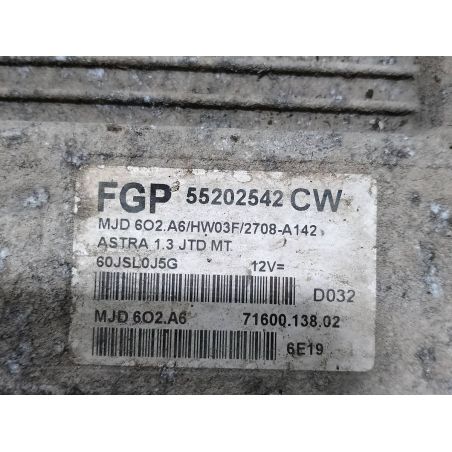 FGP 55202542 CW
MJD 6O2.A6/HW03F/2708-A142
ASTRA 1.3 JTD MT
60JSL0J5G 12V=
D032
MJD 6O2.A6 71600.138.02
6E19